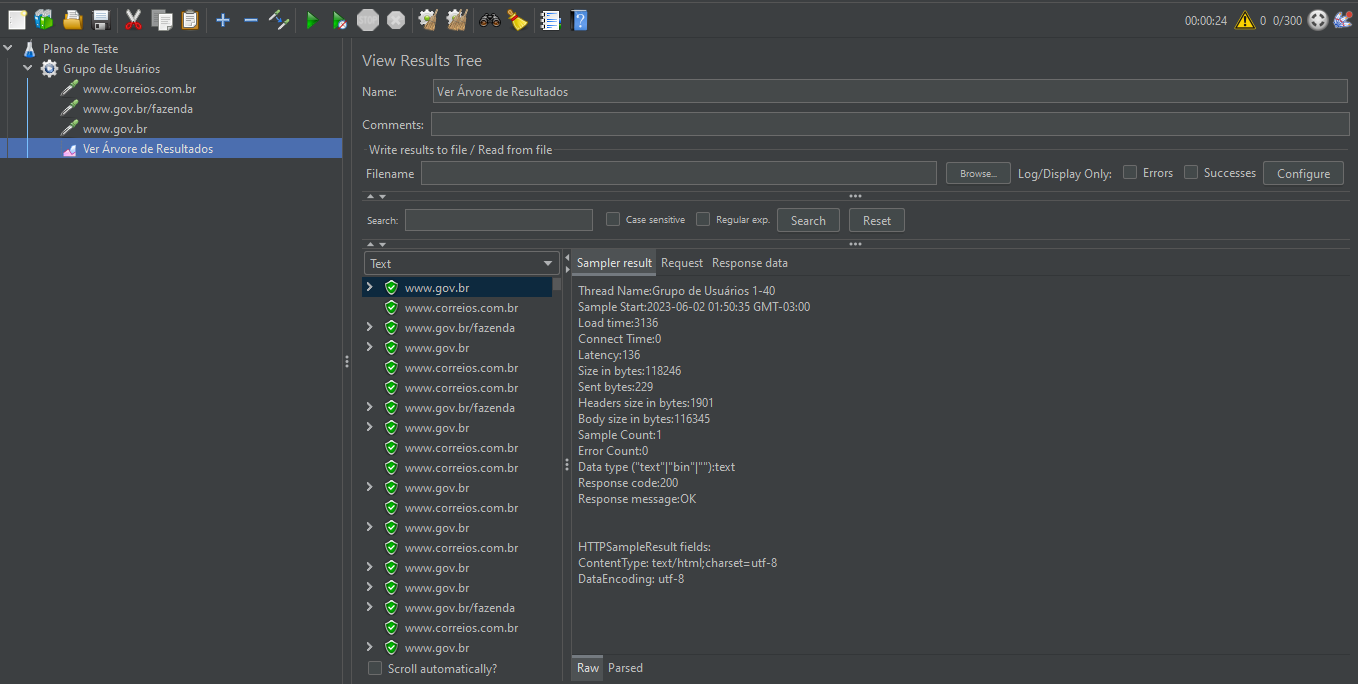 00:00:24 0 0/300
Plano de Teste
Grupo de Usuários
www.correios.com.br
www.gov.br/fazenda
www.gov.br
Ver Árvore de Resultados
View Results Tree
Name: Ver Árvore de Resultados
Comments:
Write results to file / Read from file
Filename Browse... Log/Display Only: Errors Successes Configure
Search: Case sensitive Regular exp. Search Reset
Text
www.gov.br
www.correios.com.br
www.gov.br/fazenda
www.gov.br
www.correios.com.br
www.correios.com.br
www.gov.br/fazenda
www.gov.br
www.correios.com.br
www.correios.com.br
www.gov.br
www.correios.com.br
www.gov.br
www.correios.com.br
www.gov.br
www.gov.br
www.gov.br/fazenda
www.correios.com.br
www.gov.br
Scroll automatically?
Sampler result Request Response data
Thread Name:Grupo de Usuários 1-40
Sample Start:2023-06-02 01:50:35 GMT-03:00
Load time:3136
Connect Time:0
Latency:136
Size in bytes:118246
Sent bytes:229
Headers size in bytes:1901
Body size in bytes:116345
Sample Count:1
Error Count:0
Data type ("text"|"bin"|""):text
Response code:200
Response message:OK
HTTPSampleResult fields:
ContentType: text/html;charset=utf-8
DataEncoding: utf-8
Raw Parsed